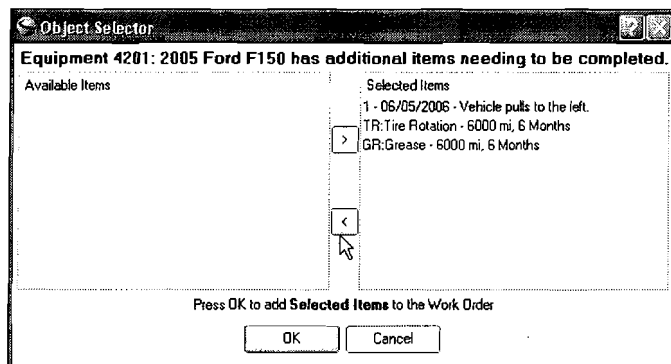 Object Selector
Equipment 4201: 2005 Ford F150 has additional items needing to be completed.
Available Items
Selected Items
1 - 06/05/2006 - Vehicle pulls to the left.
TR:Tire Rotation - 6000 mi, 6 Months
>
GR:Grease - 6000 mi, 6 Months
<
Press OK to add Selected Items to the Work Order
OK
Cancel